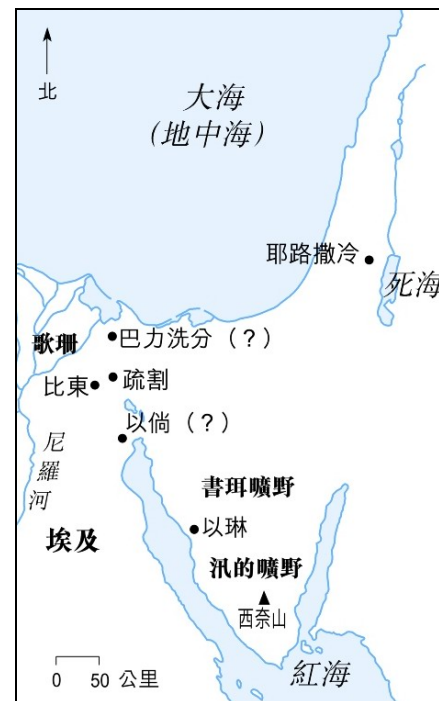 北
大海
(地中海)
耶路撒冷
死海
巴力洗分（？）
歌珊
疏割
比東
以倘（？）
尼羅河
書珥曠野
以琳
埃及
汛的曠野
西奈山
0 50 公里
紅海